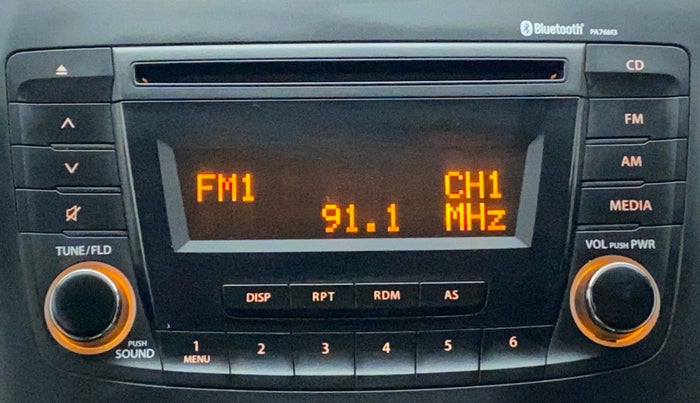 Bluetooth® PA76M3
CD
FM
AM
MEDIA
FM1 CH1
91.1 MHz
TUNE/FLD
VOL PUSH PWR
DISP RPT RDM AS
PUSH
SOUND
1 2 3 4 5 6
MENU